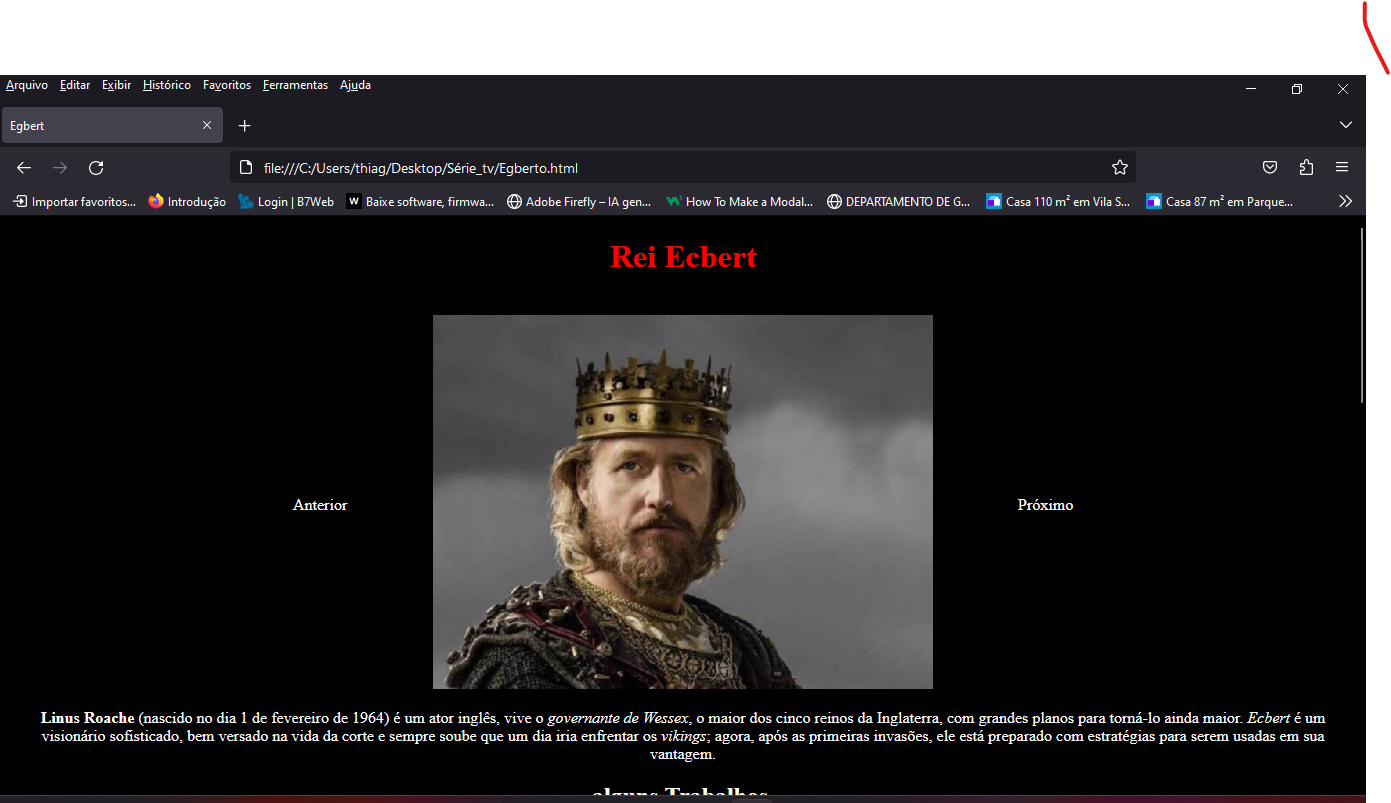 Arquivo Editar Exibir Histórico Favoritos Ferramentas Ajuda
Egbert
file:///C:/Users/thiag/Desktop/Série_tv/Egberto.html
Importar favoritos... Introdução Login | B7Web W Baixe software, firmwa... Adobe Firefly – IA gen... How To Make a Modal... DEPARTAMENTO DE G... Casa 110 m² em Vila S... Casa 87 m² em Parque...
Rei Ecbert
Anterior
Próximo
Linus Roache (nascido no dia 1 de fevereiro de 1964) é um ator inglês, vive o governante de Wessex, o maior dos cinco reinos da Inglaterra, com grandes planos para torná-lo ainda maior. Ecbert é um
visionário sofisticado, bem versado na vida da corte e sempre soube que um dia iria enfrentar os vikings; agora, após as primeiras invasões, ele está preparado com estratégias para serem usadas em sua
vantagem.
alguns Trabalhos